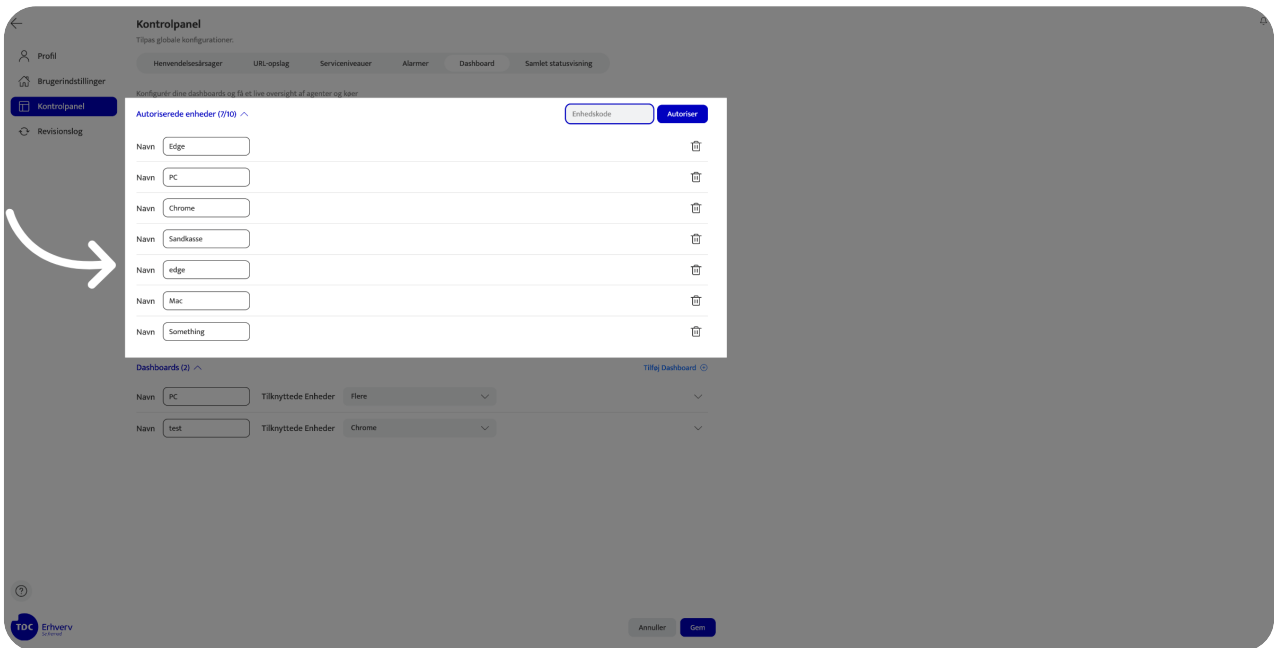 Kontrolpanel
Tilpas globale konfigurationer.
Profil
Brugerindstillinger
Kontrolpanel
Revisionslog
Henvendelsesårsager URL-opslag Serviceniveauer Alarmer Dashboard Samlet statusvisning
Konfigurér dine dashboards og få et live oversigt af agenter og køer
Autoriserede enheder (7/10) Enhedskode Autoriser
Navn Edge
Navn PC
Navn Chrome
Navn Sandkasse
Navn edge
Navn Mac
Navn Something
Dashboards (2) Tilføj Dashboard
Navn PC Tilknyttede Enheder Flere
Navn test Tilknyttede Enheder Chrome
TDC Erhverv
Annuller Gem